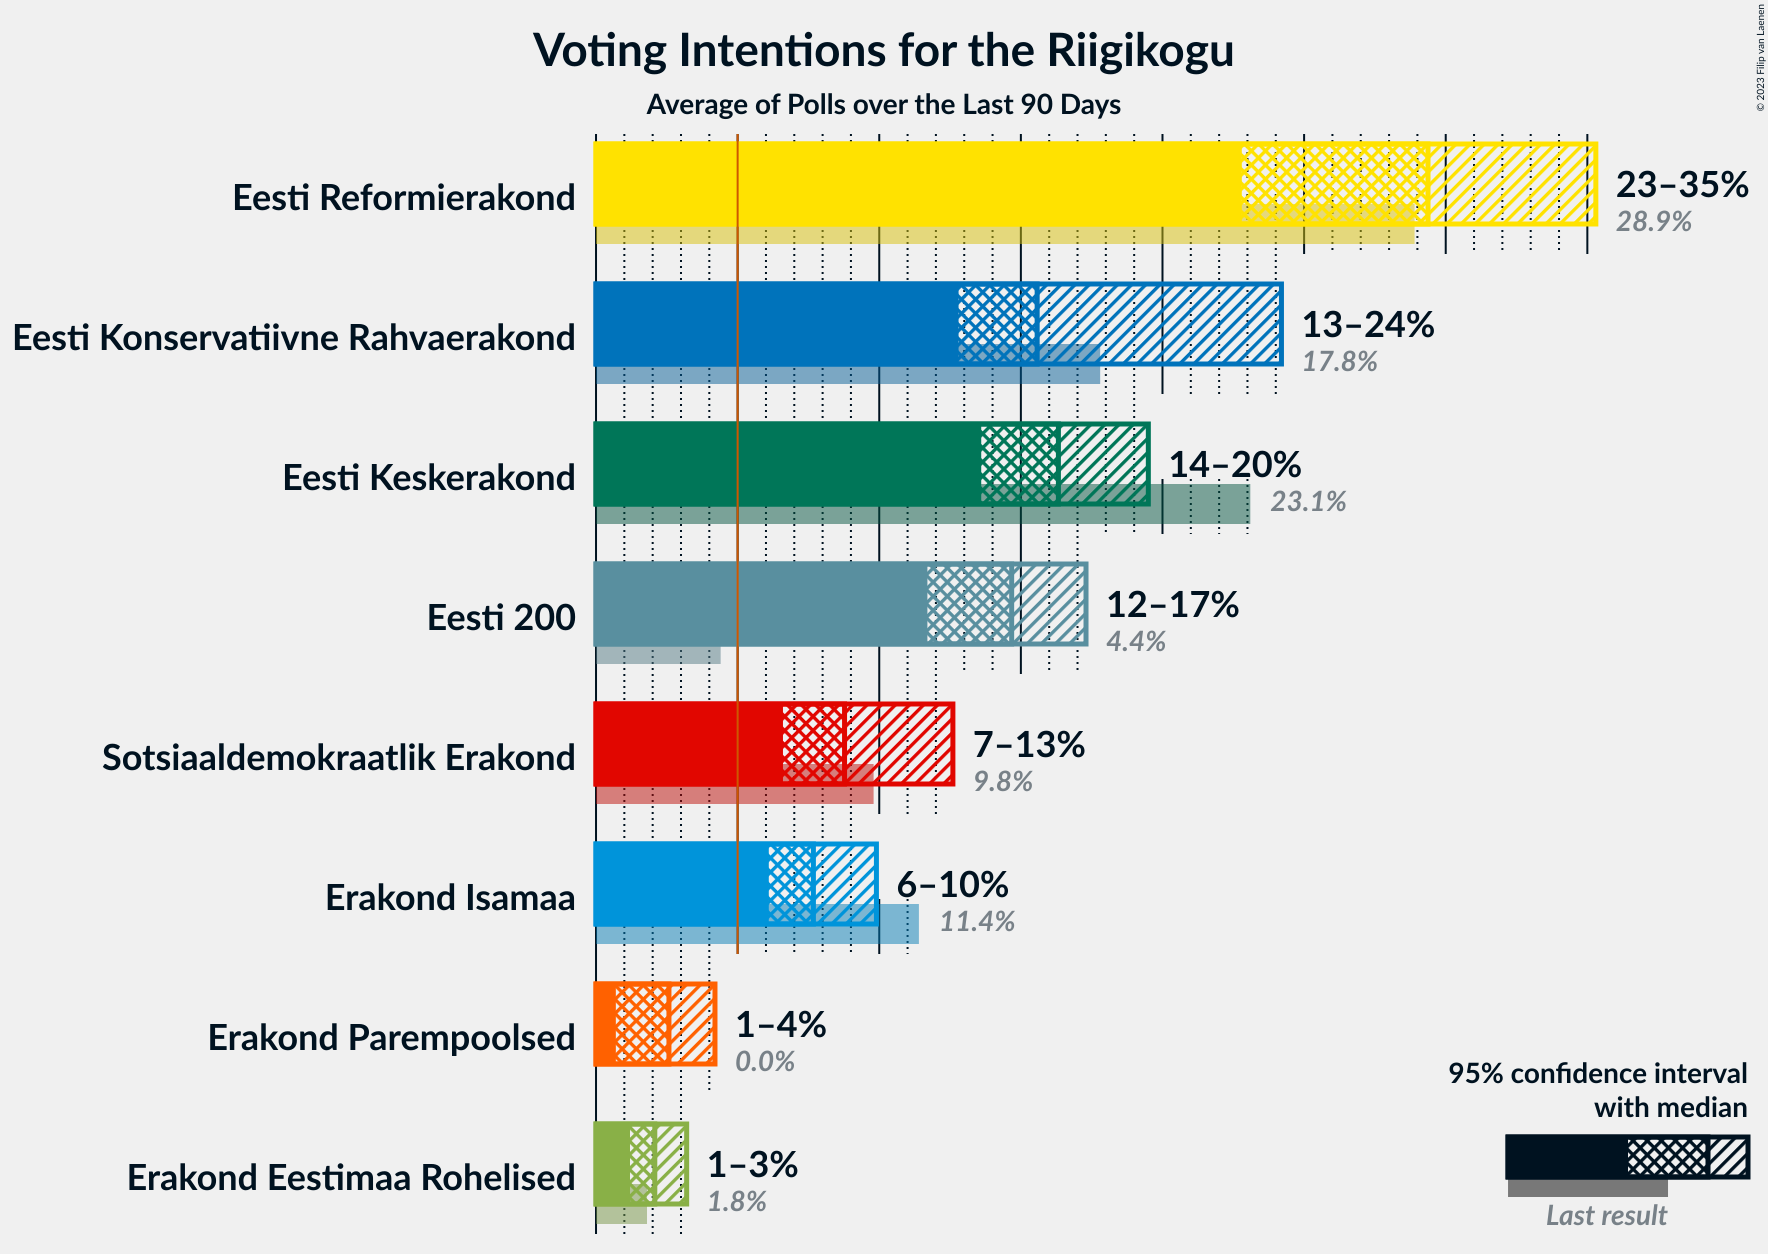 Voting Intentions for the Riigikogu
Average of Polls over the Last 90 Days
© 2023 Filip van Laenen
Eesti Reformierakond
23–35%
28.9%
Eesti Konservatiivne Rahvaerakond
13–24%
17.8%
Eesti Keskerakond
14–20%
23.1%
Eesti 200
12–17%
4.4%
Sotsiaaldemokraatlik Erakond
7–13%
9.8%
Erakond Isamaa
6–10%
11.4%
Erakond Parempoolsed
1–4%
0.0%
Erakond Eestimaa Rohelised
1–3%
1.8%
95% confidence interval
with median
Last result